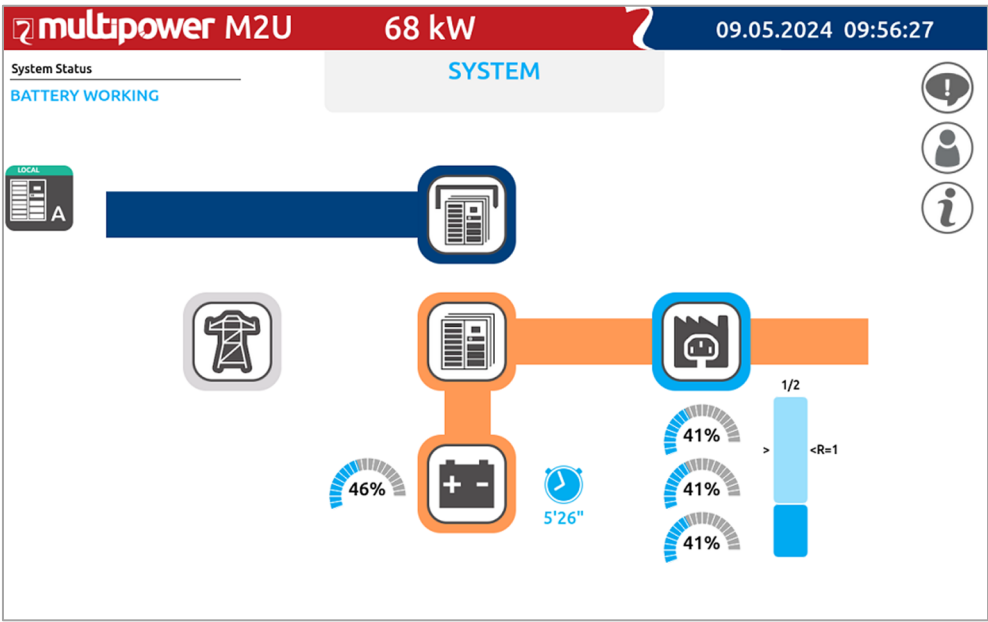 multipower M2U 68 kW 09.05.2024 09:56:27
System Status
SYSTEM
BATTERY WORKING
LOCAL
A
1/2
41%
> <R=1
46%
41%
5'26"
41%